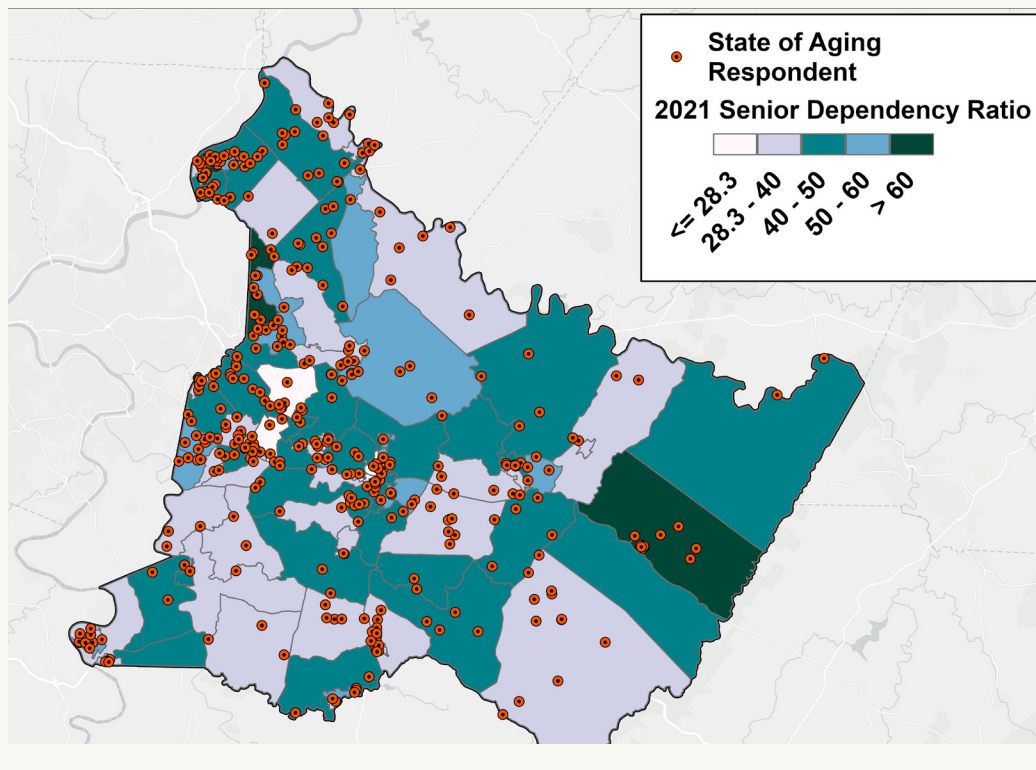 State of Aging
Respondent
2021 Senior Dependency Ratio
<= 28.3
28.3 - 40
40 - 50
50 - 60
> 60